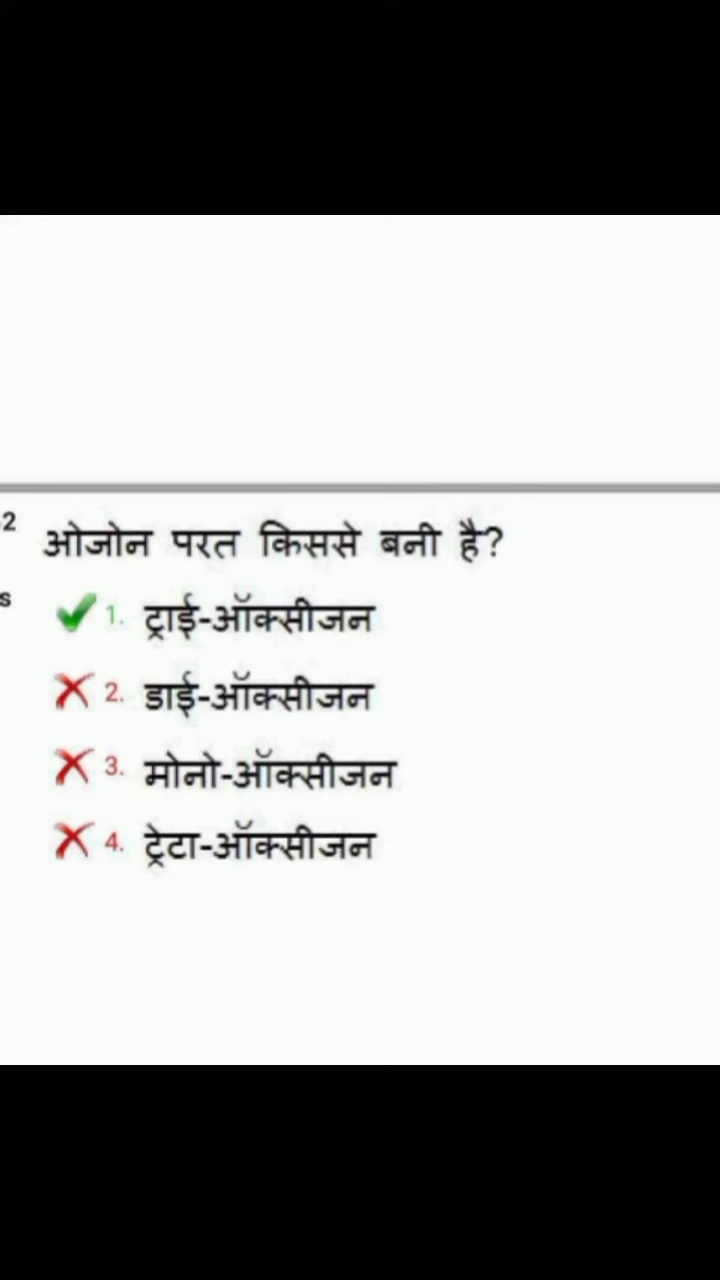 2
ओजोन परत किससे बनी है?
s
1. ट्राई-ऑक्सीजन
2. डाई-ऑक्सीजन
3. मोनो-ऑक्सीजन
4. ट्रेटा-ऑक्सीजन